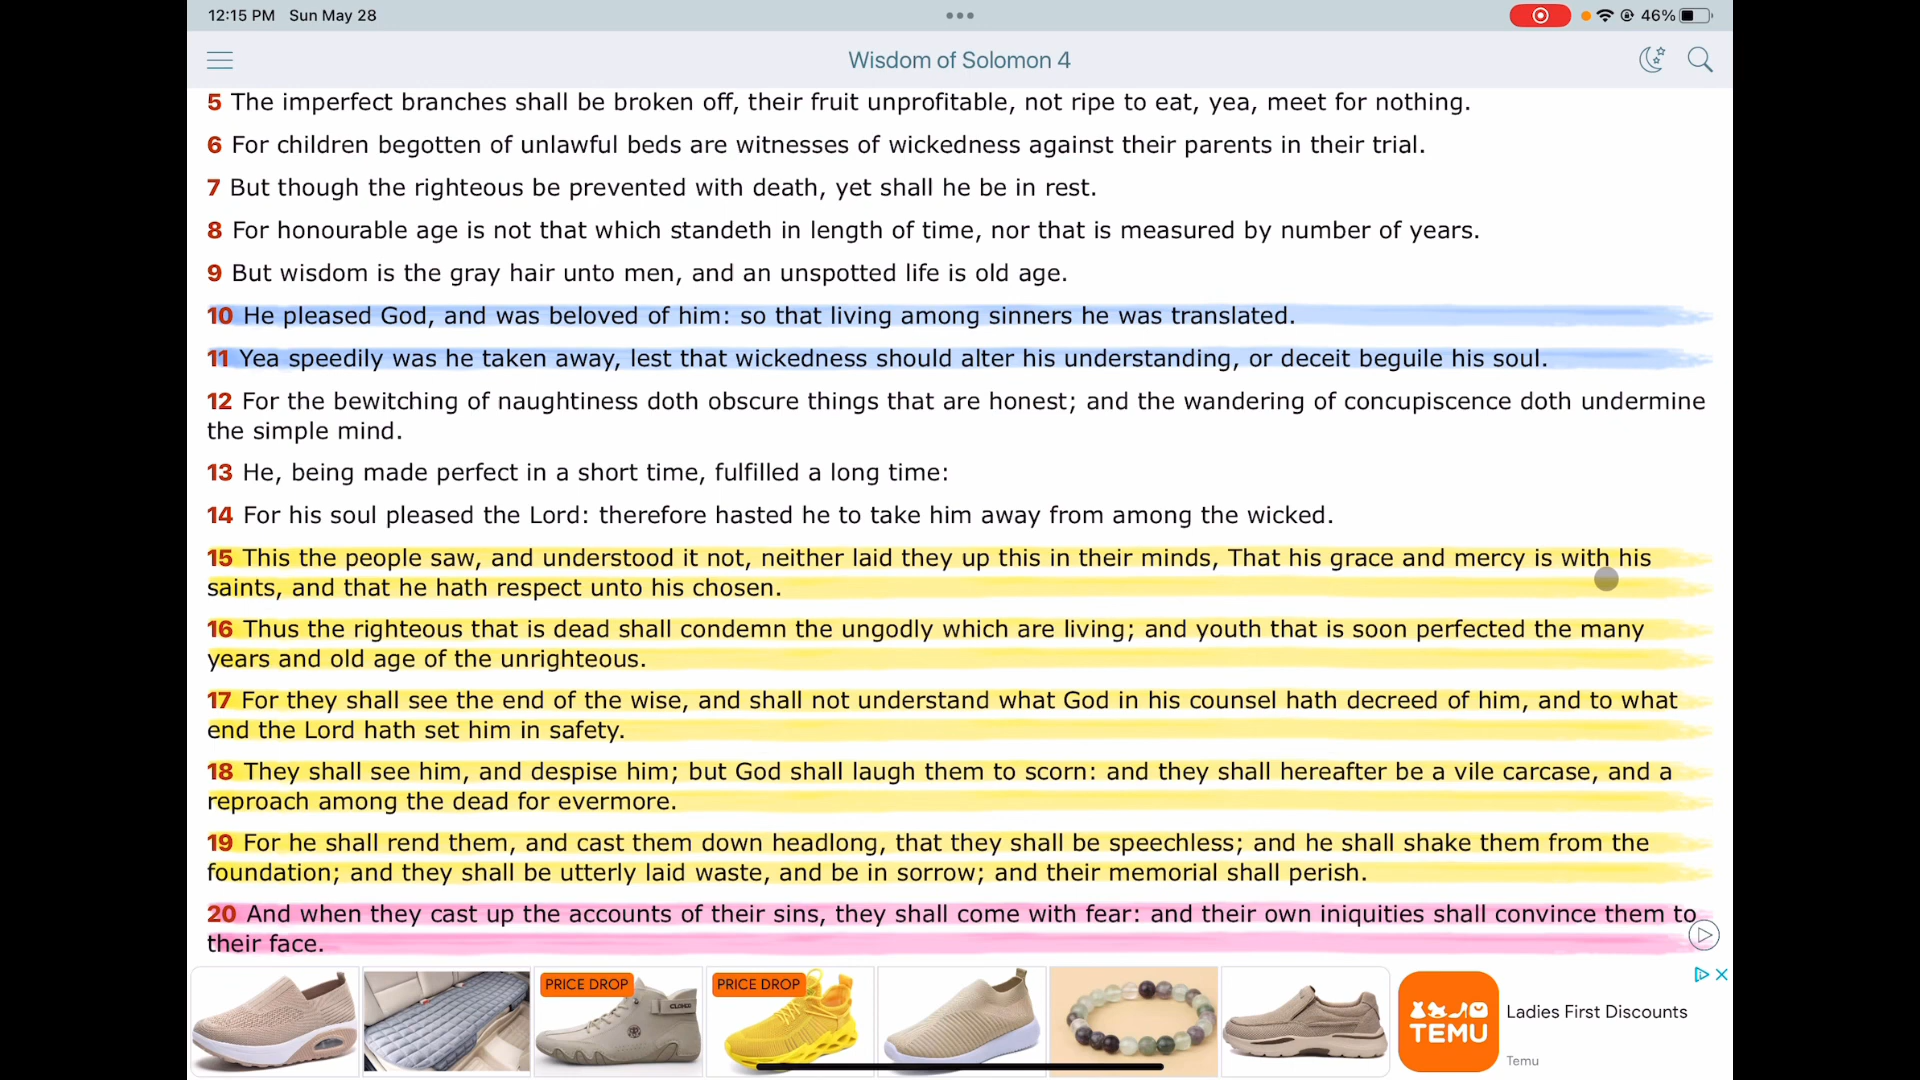 12:15 PM Sun May 28
46%
Wisdom of Solomon 4
5 The imperfect branches shall be broken off, their fruit unprofitable, not ripe to eat, yea, meet for nothing.
6 For children begotten of unlawful beds are witnesses of wickedness against their parents in their trial.
7 But though the righteous be prevented with death, yet shall he be in rest.
8 For honourable age is not that which standeth in length of time, nor that is measured by number of years.
9 But wisdom is the gray hair unto men, and an unspotted life is old age.
10 He pleased God, and was beloved of him: so that living among sinners he was translated.
11 Yea speedily was he taken away, lest that wickedness should alter his understanding, or deceit beguile his soul.
12 For the bewitching of naughtiness doth obscure things that are honest; and the wandering of concupiscence doth undermine
the simple mind.
13 He, being made perfect in a short time, fulfilled a long time:
14 For his soul pleased the Lord: therefore hasted he to take him away from among the wicked.
15 This the people saw, and understood it not, neither laid they up this in their minds, That his grace and mercy is with his
saints, and that he hath respect unto his chosen.
16 Thus the righteous that is dead shall condemn the ungodly which are living; and youth that is soon perfected the many
years and old age of the unrighteous.
17 For they shall see the end of the wise, and shall not understand what God in his counsel hath decreed of him, and to what
end the Lord hath set him in safety.
18 They shall see him, and despise him; but God shall laugh them to scorn: and they shall hereafter be a vile carcase, and a
reproach among the dead for evermore.
19 For he shall rend them, and cast them down headlong, that they shall be speechless; and he shall shake them from the
foundation; and they shall be utterly laid waste, and be in sorrow; and their memorial shall perish.
20 And when they cast up the accounts of their sins, they shall come with fear: and their own iniquities shall convince them to
their face.
PRICE DROP
PRICE DROP
TEMU
Ladies First Discounts
Temu